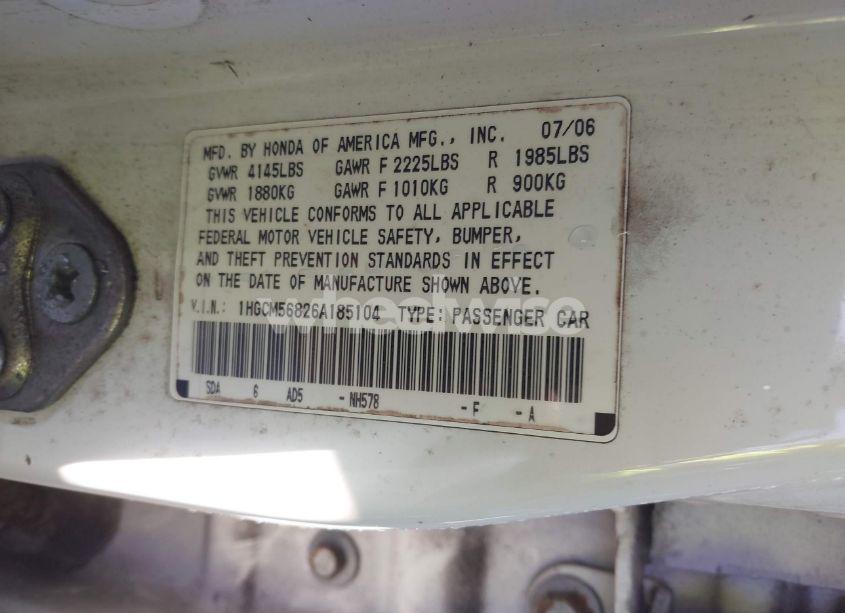 MFD. BY HONDA OF AMERICA MFG., INC. 07/06
GVWR 4145LBS GAWR F 2225LBS R 1985LBS
GVWR 1880KG GAWR F 1010KG R 900KG
THIS VEHICLE CONFORMS TO ALL APPLICABLE
FEDERAL MOTOR VEHICLE SAFETY, BUMPER,
AND THEFT PREVENTION STANDARDS IN EFFECT
ON THE DATE OF MANUFACTURE SHOWN ABOVE.
V.I.N.: 1HGCM56826A185104 TYPE: PASSENGER CAR
wheelwise
SDA 6 AD5 - NH578 - F - A